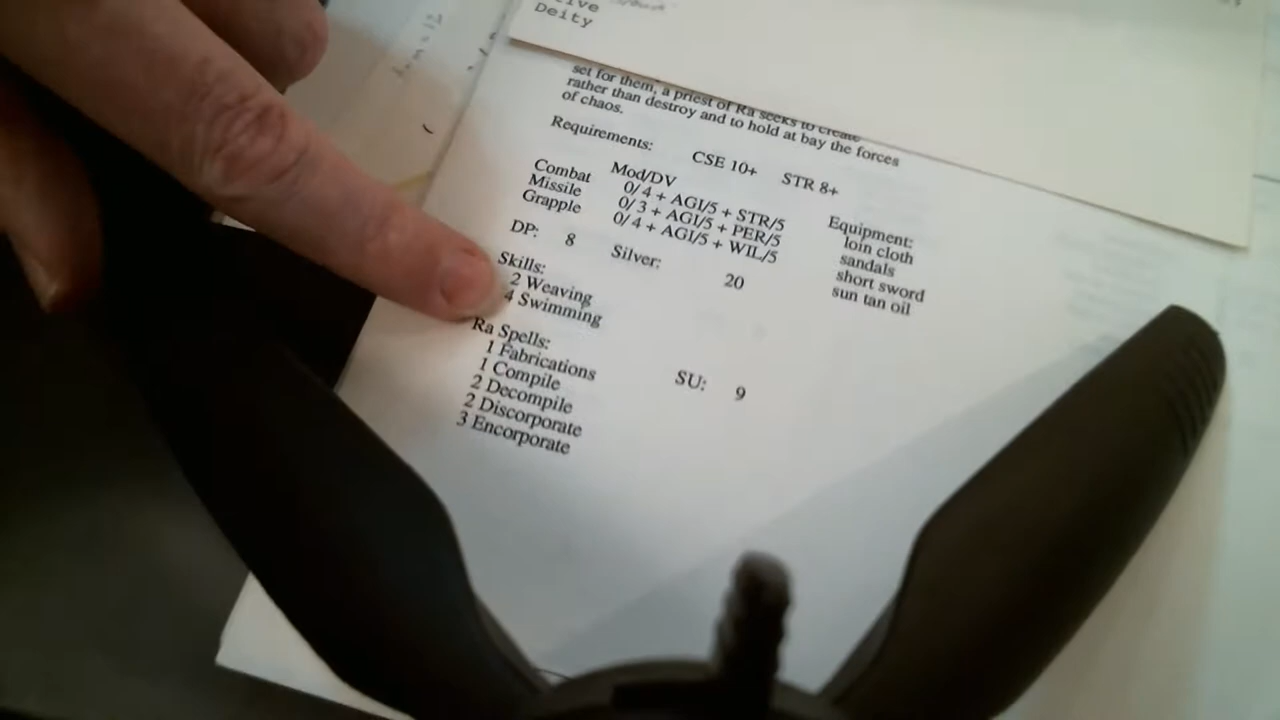 Deity
set for them, a priest of Ra seeks to create
rather than destroy and to hold at bay the forces
of chaos.
Requirements: CSE 10+ STR 8+
Mod/DV
Combat 0/4 + AGI/5 + STR/5
Missile 0/3 + AGI/5 + PER/5
Grapple 0/4 + AGI/5 + WIL/5
Equipment:
loin cloth
sandals
short sword
sun tan oil
DP: 8 Silver: 20
Skills:
2 Weaving
4 Swimming
Ra Spells: SU: 9
1 Fabrications
1 Compile
2 Decompile
2 Discorporate
3 Encorporate